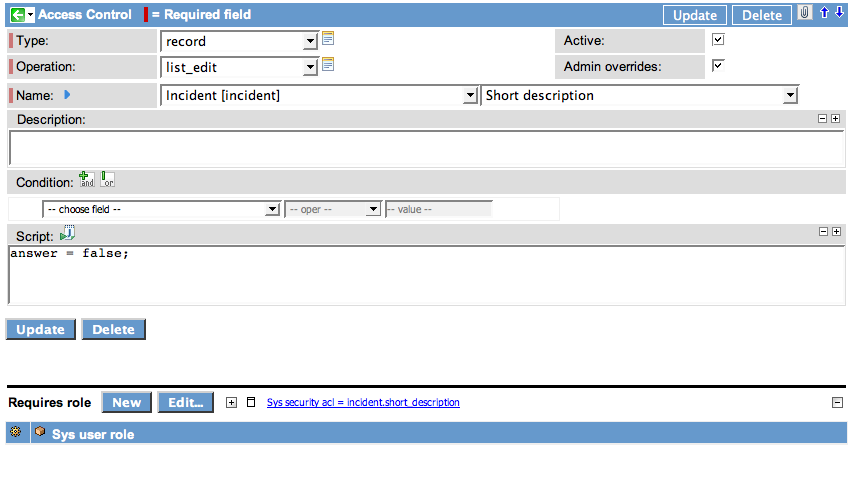 Access Control = Required field Update Delete
Type: record Active:
Operation: list_edit Admin overrides:
Name: Incident [incident] Short description
Description:
Condition: and or
-- choose field -- -- oper -- -- value --
Script:
answer = false;
Update Delete
Requires role New Edit... Sys security acl = incident.short_description
Sys user role